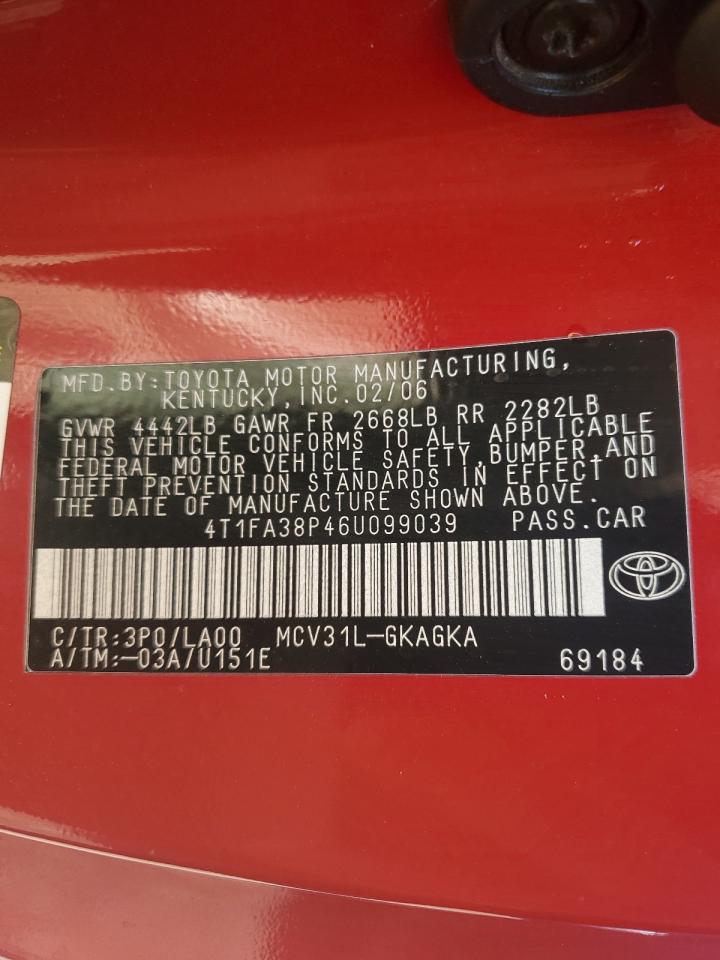 MFD. BY: TOYOTA MOTOR MANUFACTURING,
KENTUCKY, INC. 02/06
GVWR 4442LB GAWR FR 2668LB RR 2282LB
THIS VEHICLE CONFORMS TO ALL APPLICABLE
FEDERAL MOTOR VEHICLE SAFETY, BUMPER, AND
THEFT PREVENTION STANDARDS IN EFFECT ON
THE DATE OF MANUFACTURE SHOWN ABOVE.
4T1FA38P46U099039 PASS. CAR
C/TR: 3P0/LA00 MCV31L-GKAGKA
A/TM:-03A/U151E 69184